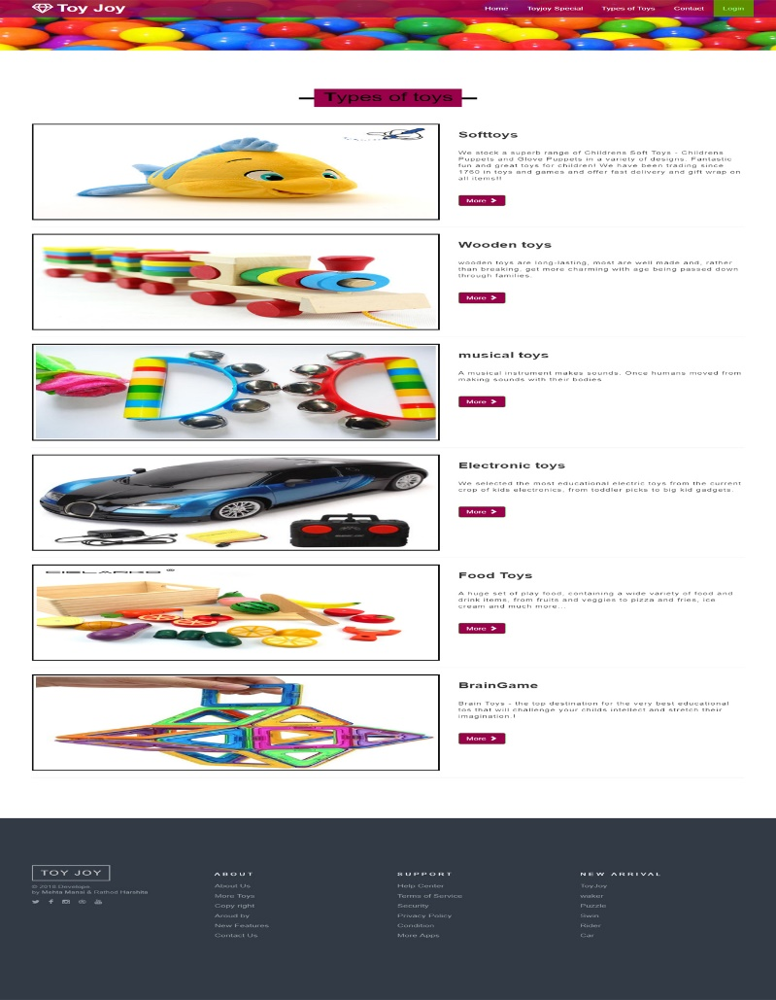 Toy Joy
Home Toyjoy Special Types of Toys Contact Login
Types of toys
Softtoys
We stock a superb range of Childrens Soft Toys - Childrens
Puppets and Glove Puppets in a variety of designs. Fantastic
fun and great toys for children! We have been trading since
1760 in toys and games and offer fast delivery and gift wrap on
all items!!
More
Wooden toys
wooden toys are long-lasting, most are well made and, rather
than breaking, get more charming with age being passed down
through families.
More
musical toys
A musical instrument makes sounds. Once humans moved from
making sounds with their bodies
More
Electronic toys
We selected the most educational electric toys from the current
crop of kids electronics, from toddler picks to big kid gadgets.
More
Food Toys
A huge set of play food, containing a wide variety of food and
drink items, from fruits and veggies to pizza and fries, ice
cream and much more...
More
BrainGame
Brain Toys - the top destination for the very best educational
tos that will challenge your childs intellect and stretch their
imagination.!
More
TOY JOY
© 2018 Develope
by Mehta Mansi & Rathod Harshita
ABOUT
About Us
More Toys
Copy right
Aroud by
New Features
Contact Us
SUPPORT
Help Center
Terms of Service
Security
Privacy Policy
Condition
More Apps
NEW ARRIVAL
ToyJoy
waker
Puzzle
Swin
Rider
Car